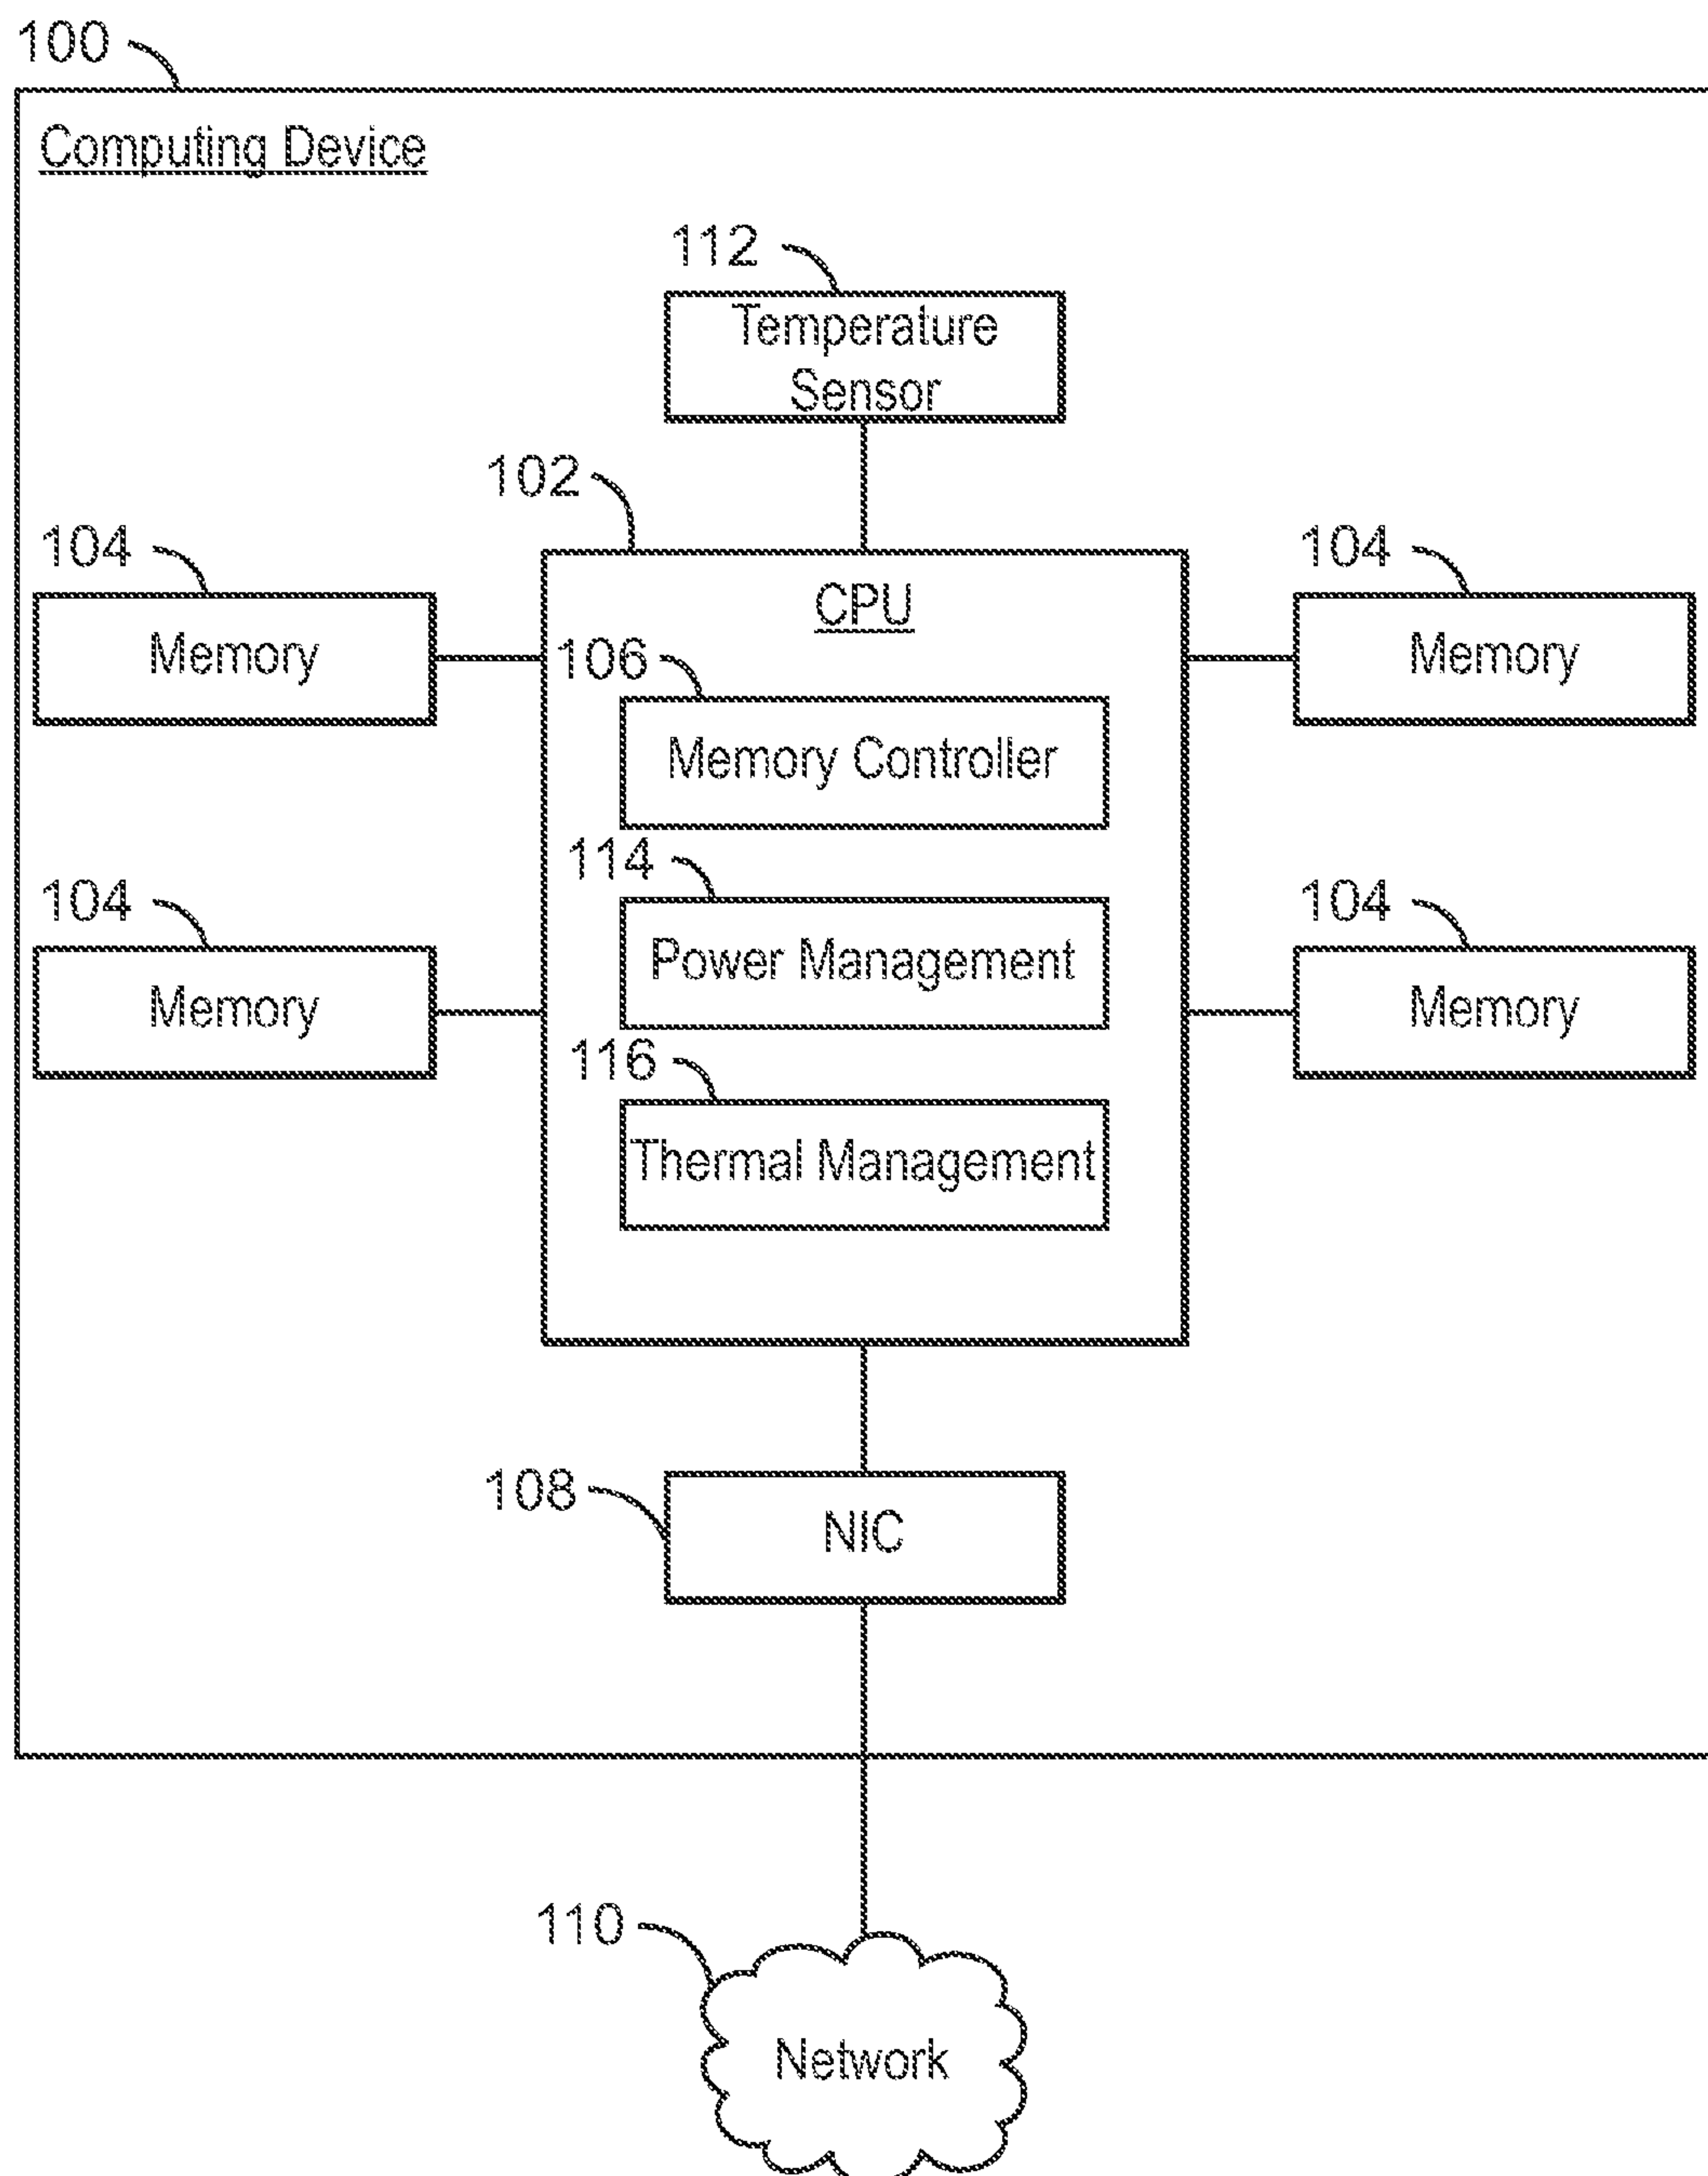 100
Computing Device
112
Temperature
Sensor
102
104
104
CPU
Memory
Memory
106
Memory Controller
114
104
104
Power Management
Memory
Memory
116
Thermal Management
108
NIC
110
Network